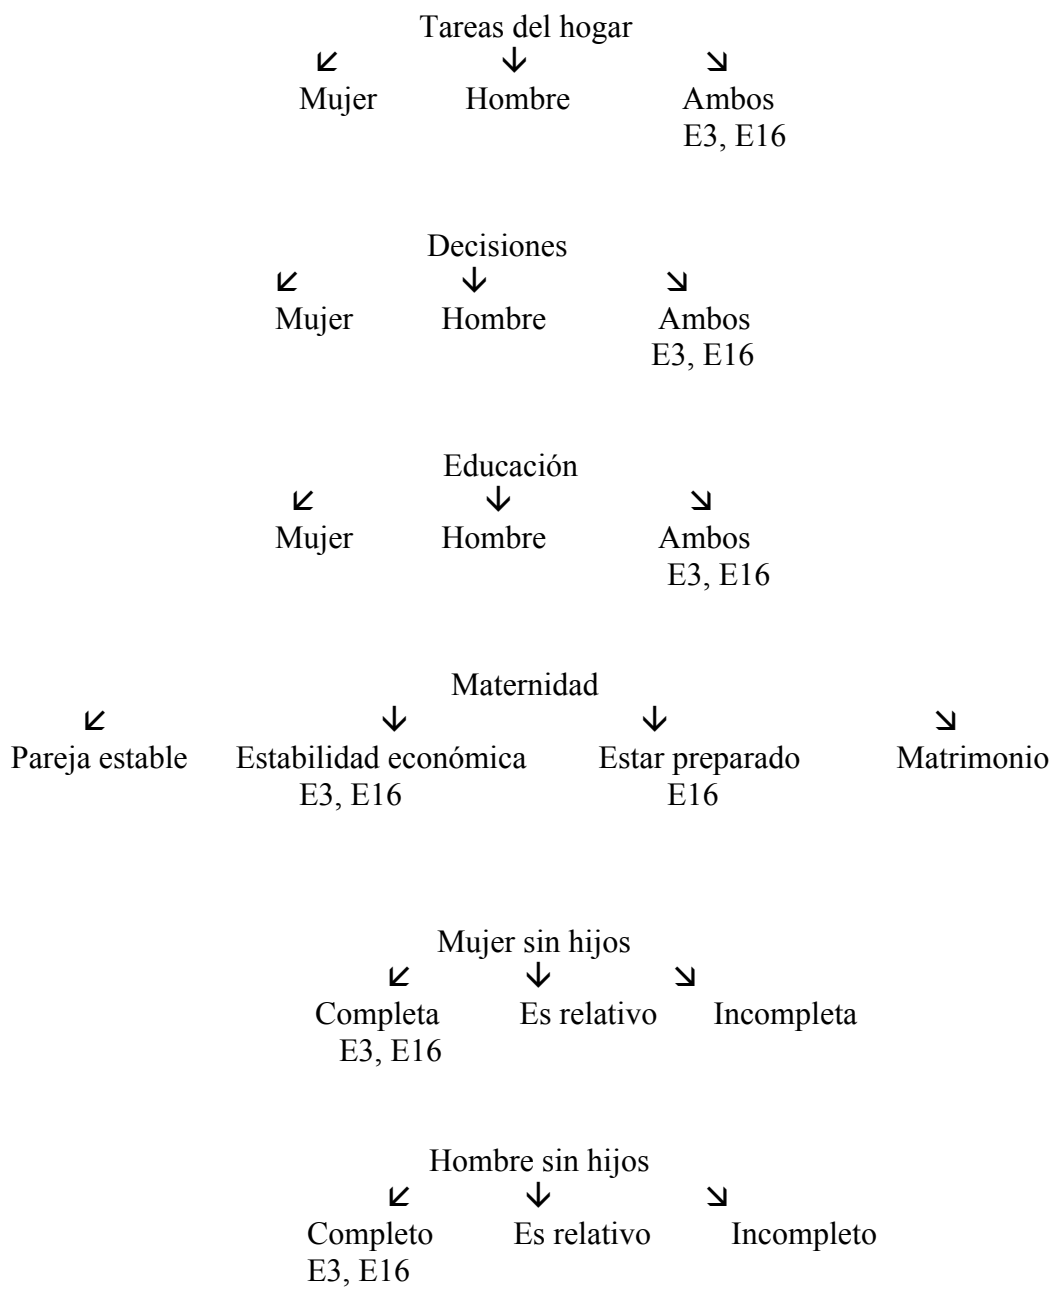 Tareas del hogar
↙ ↓ ↘
Mujer Hombre Ambos
E3, E16
Decisiones
↙ ↓ ↘
Mujer Hombre Ambos
E3, E16
Educación
↙ ↓ ↘
Mujer Hombre Ambos
E3, E16
Maternidad
↙ ↓ ↓ ↘
Pareja estable Estabilidad económica Estar preparado Matrimonio
E3, E16 E16
Mujer sin hijos
↙ ↓ ↘
Completa Es relativo Incompleta
E3, E16
Hombre sin hijos
↙ ↓ ↘
Completo Es relativo Incompleto
E3, E16